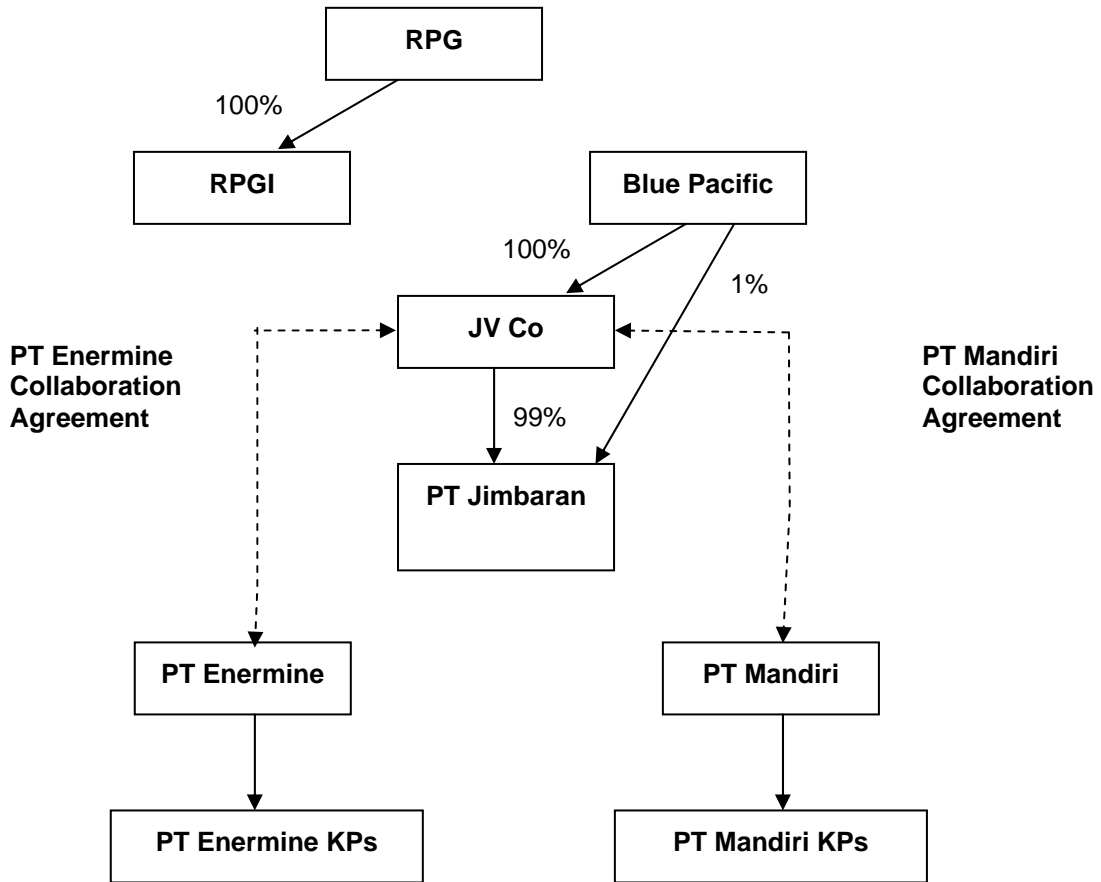 RPG
100%
RPGI
Blue Pacific
100%
1%
JV Co
PT Enermine
Collaboration
Agreement
PT Mandiri
Collaboration
Agreement
99%
PT Jimbaran
PT Enermine
PT Mandiri
PT Enermine KPs
PT Mandiri KPs